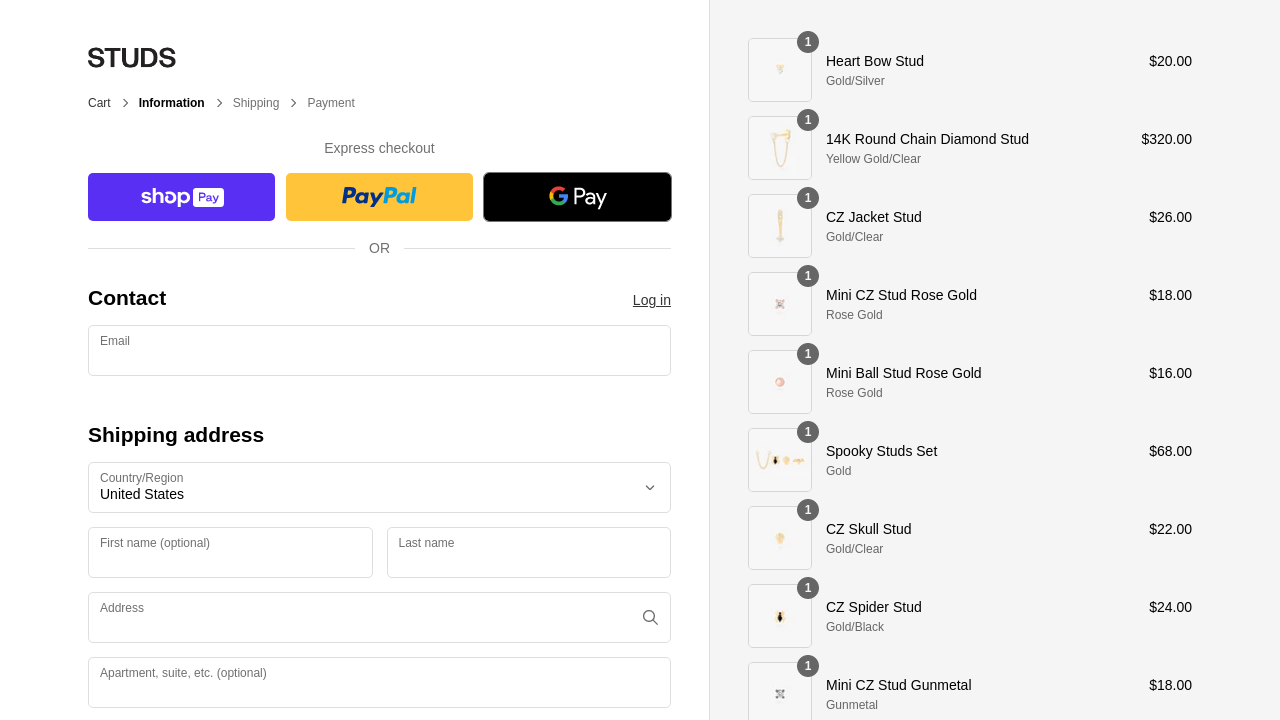 STUDS
Cart > Information > Shipping > Payment
Express checkout
shop Pay
PayPal
G Pay
OR
Contact
Log in
Email
Shipping address
Country/Region
United States
First name (optional)
Last name
Address
Apartment, suite, etc. (optional)
1
Heart Bow Stud
Gold/Silver
$20.00
1
14K Round Chain Diamond Stud
Yellow Gold/Clear
$320.00
1
CZ Jacket Stud
Gold/Clear
$26.00
1
Mini CZ Stud Rose Gold
Rose Gold
$18.00
1
Mini Ball Stud Rose Gold
Rose Gold
$16.00
1
Spooky Studs Set
Gold
$68.00
1
CZ Skull Stud
Gold/Clear
$22.00
1
CZ Spider Stud
Gold/Black
$24.00
1
Mini CZ Stud Gunmetal
Gunmetal
$18.00